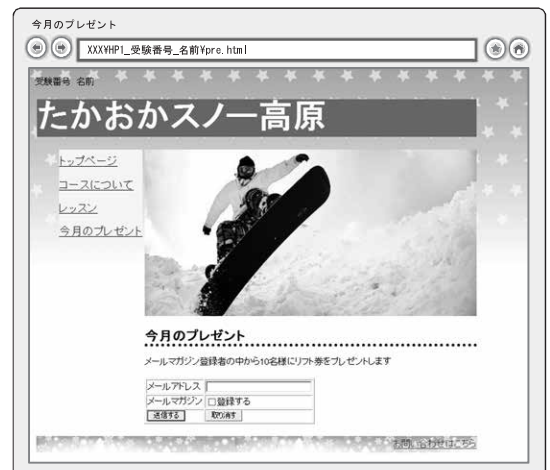 今月のプレゼント
XXX¥HP1_受験番号_名前¥pre.html
受験番号 名前
たかおかスノー高原
トップページ
コースについて
レッスン
今月のプレゼント
今月のプレゼント
メールマガジン登録者の中から10名様にリフト券をプレゼントします
メールアドレス
メールマガジン □登録する
送信する 取り消す
お問い合わせはこちら